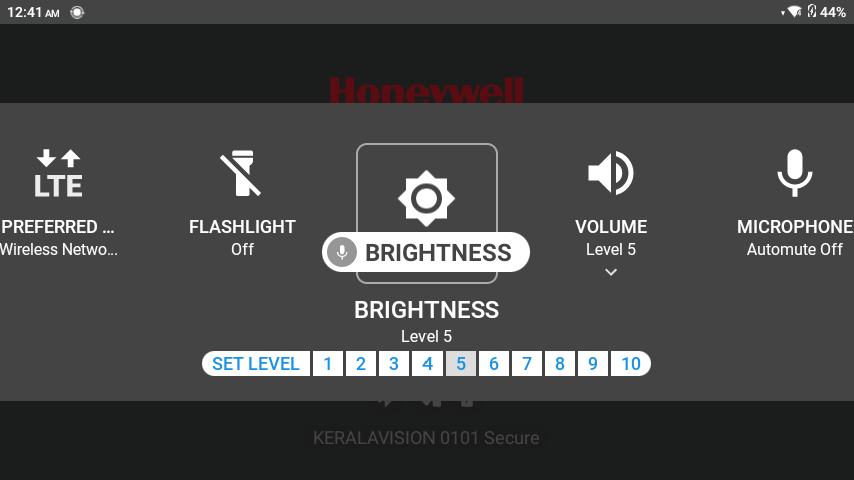 12:41 AM
44%
Honeywell
LTE
PREFERRED ...
Wireless Netwo...
FLASHLIGHT
Off
BRIGHTNESS
VOLUME
Level 5
MICROPHONE
Automute Off
BRIGHTNESS
Level 5
SET LEVEL 1 2 3 4 5 6 7 8 9 10
KERALAVISION 0101 Secure